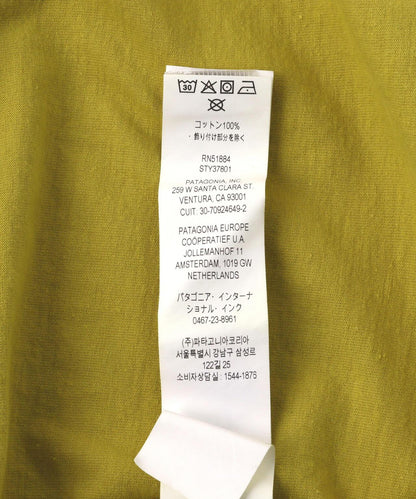 30
コットン100%
・飾り付け部分を除く
RN51884
STY37801
PATAGONIA, INC.
259 W SANTA CLARA ST.
VENTURA, CA 93001
CUIT. 30-70924649-2
PATAGONIA EUROPE
COÖPERATIEF U.A.
JOLLEMANHOF 11
AMSTERDAM, 1019 GW
NETHERLANDS
パタゴニア・インターナ
ショナル・インク
0467-23-8961
(주)파타고니아코리아
서울특별시 강남구 삼성로
122길 25
소비자상담실 : 1544-1876